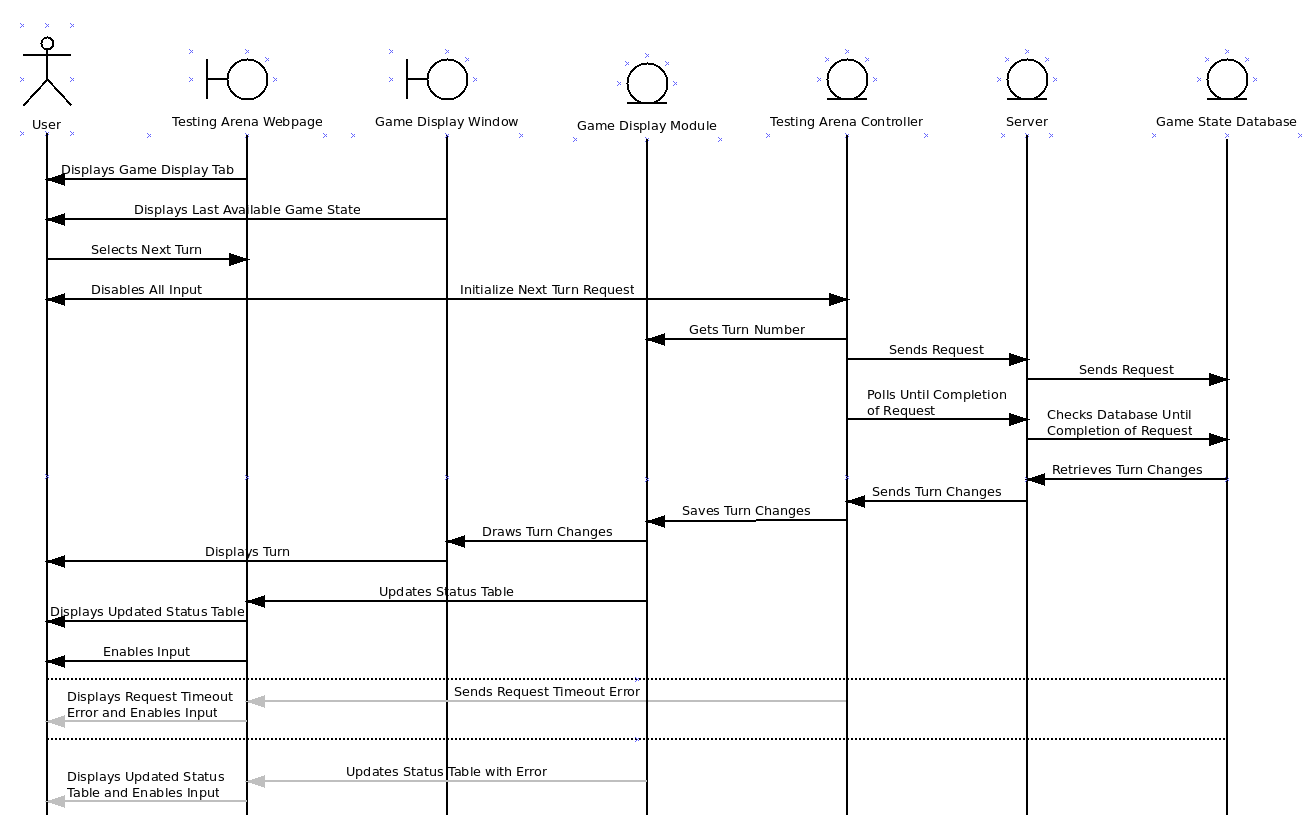 User
Testing Arena Webpage
Game Display Window
Game Display Module
Testing Arena Controller
Server
Game State Database
Displays Game Display Tab
Displays Last Available Game State
Selects Next Turn
Disables All Input
Initialize Next Turn Request
Gets Turn Number
Sends Request
Sends Request
Polls Until Completion
of Request
Checks Database Until
Completion of Request
Retrieves Turn Changes
Sends Turn Changes
Saves Turn Changes
Draws Turn Changes
Displays Turn
Updates Status Table
Displays Updated Status Table
Enables Input
Sends Request Timeout Error
Displays Request Timeout
Error and Enables Input
Updates Status Table with Error
Displays Updated Status
Table and Enables Input